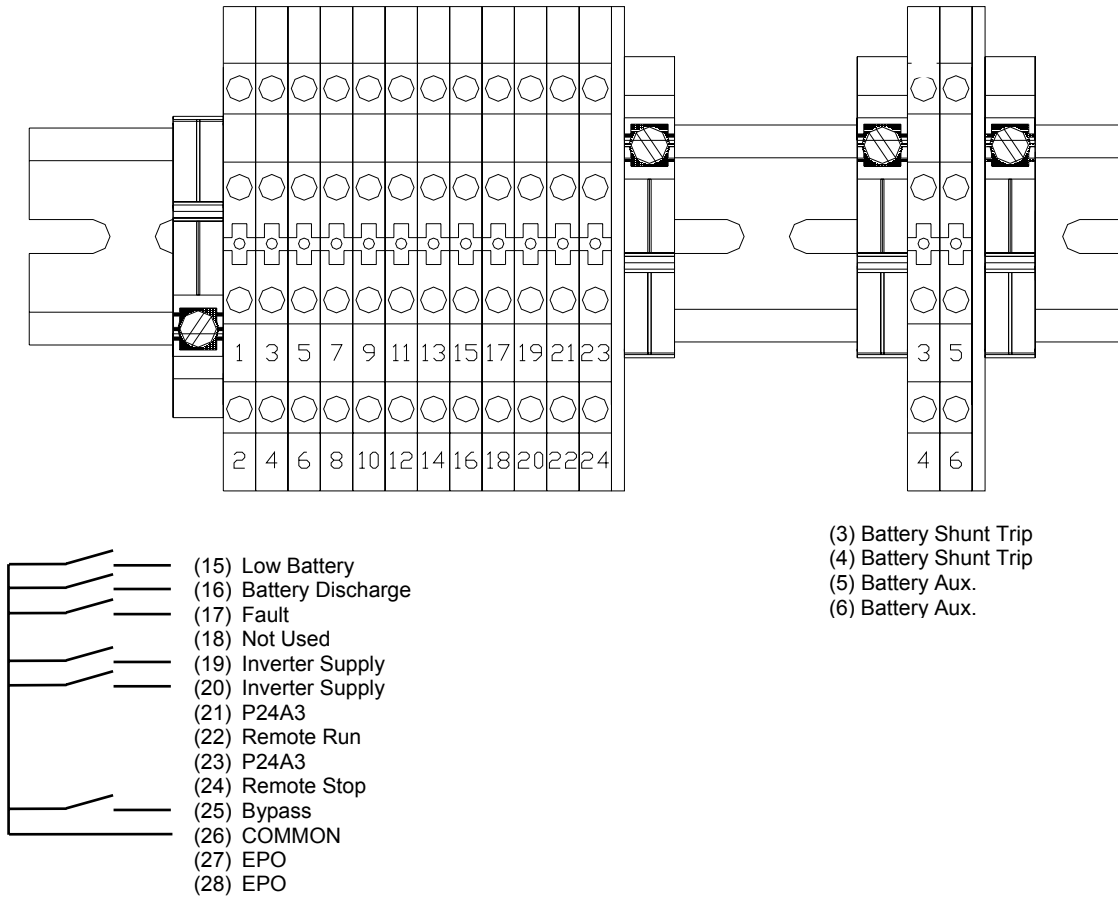 1 3 5 7 9 11 13 15 17 19 21 23
2 4 6 8 10 12 14 16 18 20 22 24
3 5
4 6
(15) Low Battery
(16) Battery Discharge
(17) Fault
(18) Not Used
(19) Inverter Supply
(20) Inverter Supply
(21) P24A3
(22) Remote Run
(23) P24A3
(24) Remote Stop
(25) Bypass
(26) COMMON
(27) EPO
(28) EPO
(3) Battery Shunt Trip
(4) Battery Shunt Trip
(5) Battery Aux.
(6) Battery Aux.